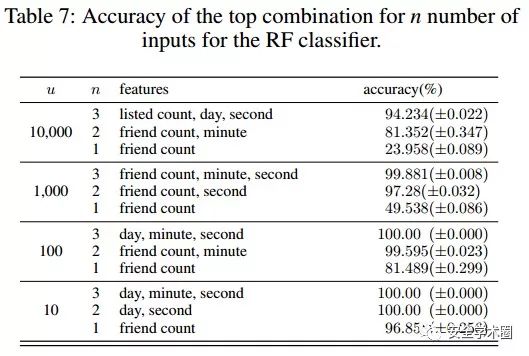 Table 7: Accuracy of the top combination for n number of
inputs for the RF classifier.
u n features accuracy(%)
3 listed count, day, second 94.234(±0.022)
10,000 2 friend count, minute 81.352(±0.347)
1 friend count 23.958(±0.089)
3 friend count, minute, second 99.881(±0.008)
1,000 2 friend count, second 97.28(±0.032)
1 friend count 49.538(±0.086)
3 day, minute, second 100.00 (±0.000)
100 2 friend count, minute 99.595(±0.023)
1 friend count 81.489(±0.299)
3 day, minute, second 100.00 (±0.000)
10 2 day, second 100.00 (±0.000)
1 friend count
安全学术圈